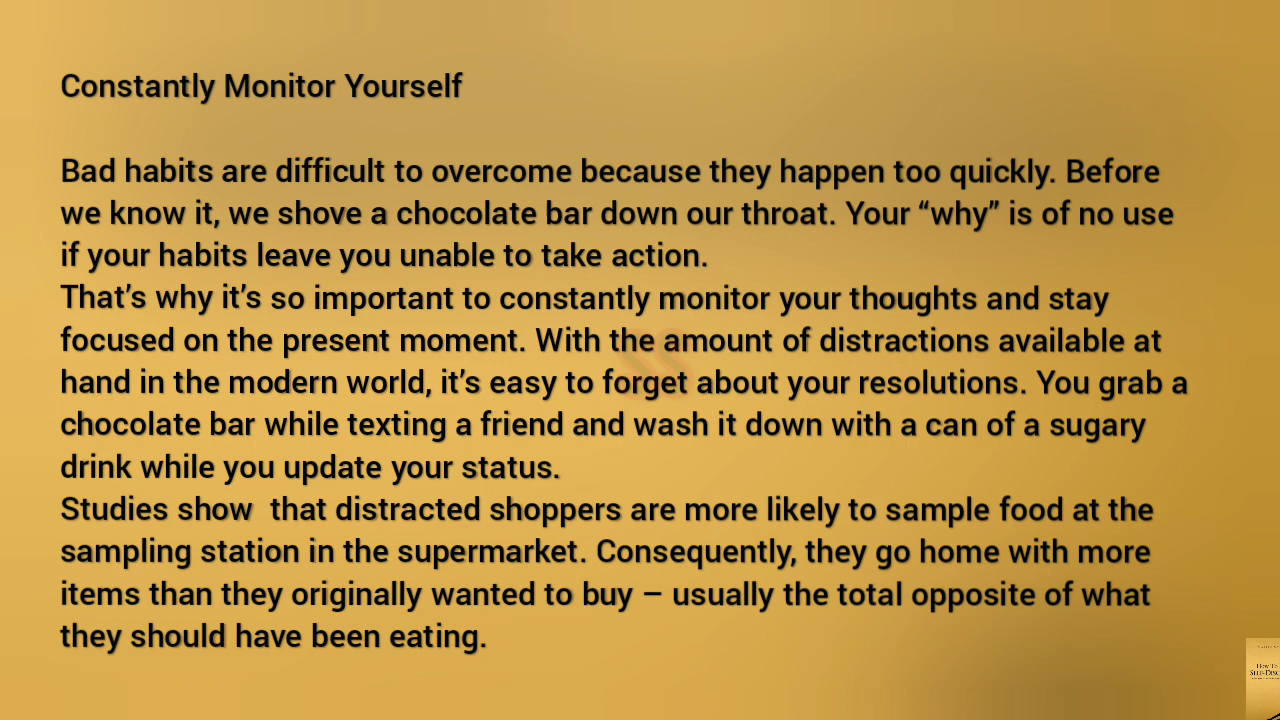 Constantly Monitor Yourself
Bad habits are difficult to overcome because they happen too quickly. Before
we know it, we shove a chocolate bar down our throat. Your “why” is of no use
if your habits leave you unable to take action.
That’s why it’s so important to constantly monitor your thoughts and stay
focused on the present moment. With the amount of distractions available at
hand in the modern world, it’s easy to forget about your resolutions. You grab a
chocolate bar while texting a friend and wash it down with a can of a sugary
drink while you update your status.
Studies show  that distracted shoppers are more likely to sample food at the
sampling station in the supermarket. Consequently, they go home with more
items than they originally wanted to buy – usually the total opposite of what
they should have been eating.
How To